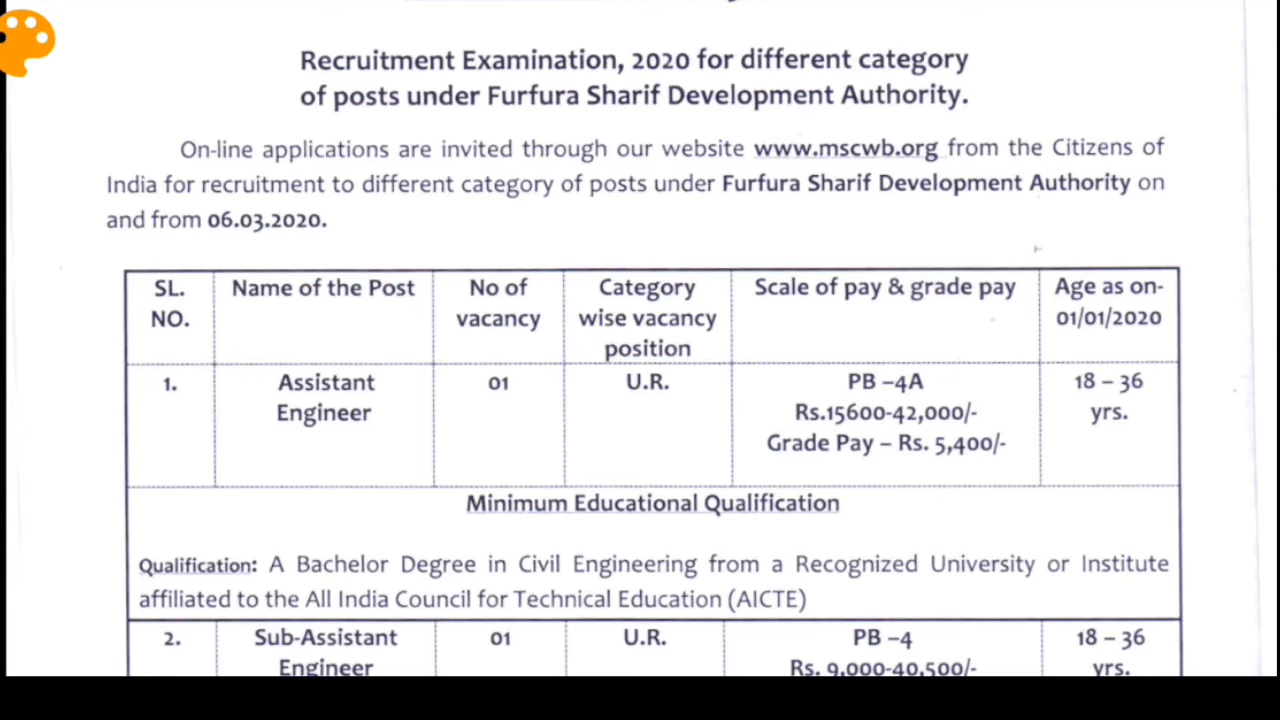 Recruitment Examination, 2020 for different category
of posts under Furfura Sharif Development Authority.
On-line applications are invited through our website www.mscwb.org from the Citizens of
India for recruitment to different category of posts under Furfura Sharif Development Authority on
and from 06.03.2020.
SL. NO.
Name of the Post
No of vacancy
Category wise vacancy position
Scale of pay & grade pay
Age as on- 01/01/2020
1.
Assistant Engineer
01
U.R.
PB –4A
Rs.15600-42,000/-
Grade Pay – Rs. 5,400/-
18 – 36 yrs.
Minimum Educational Qualification
Qualification: A Bachelor Degree in Civil Engineering from a Recognized University or Institute
affiliated to the All India Council for Technical Education (AICTE)
2.
Sub-Assistant Engineer
01
U.R.
PB –4
Rs. 9,000-40,500/-
18 – 36 yrs.